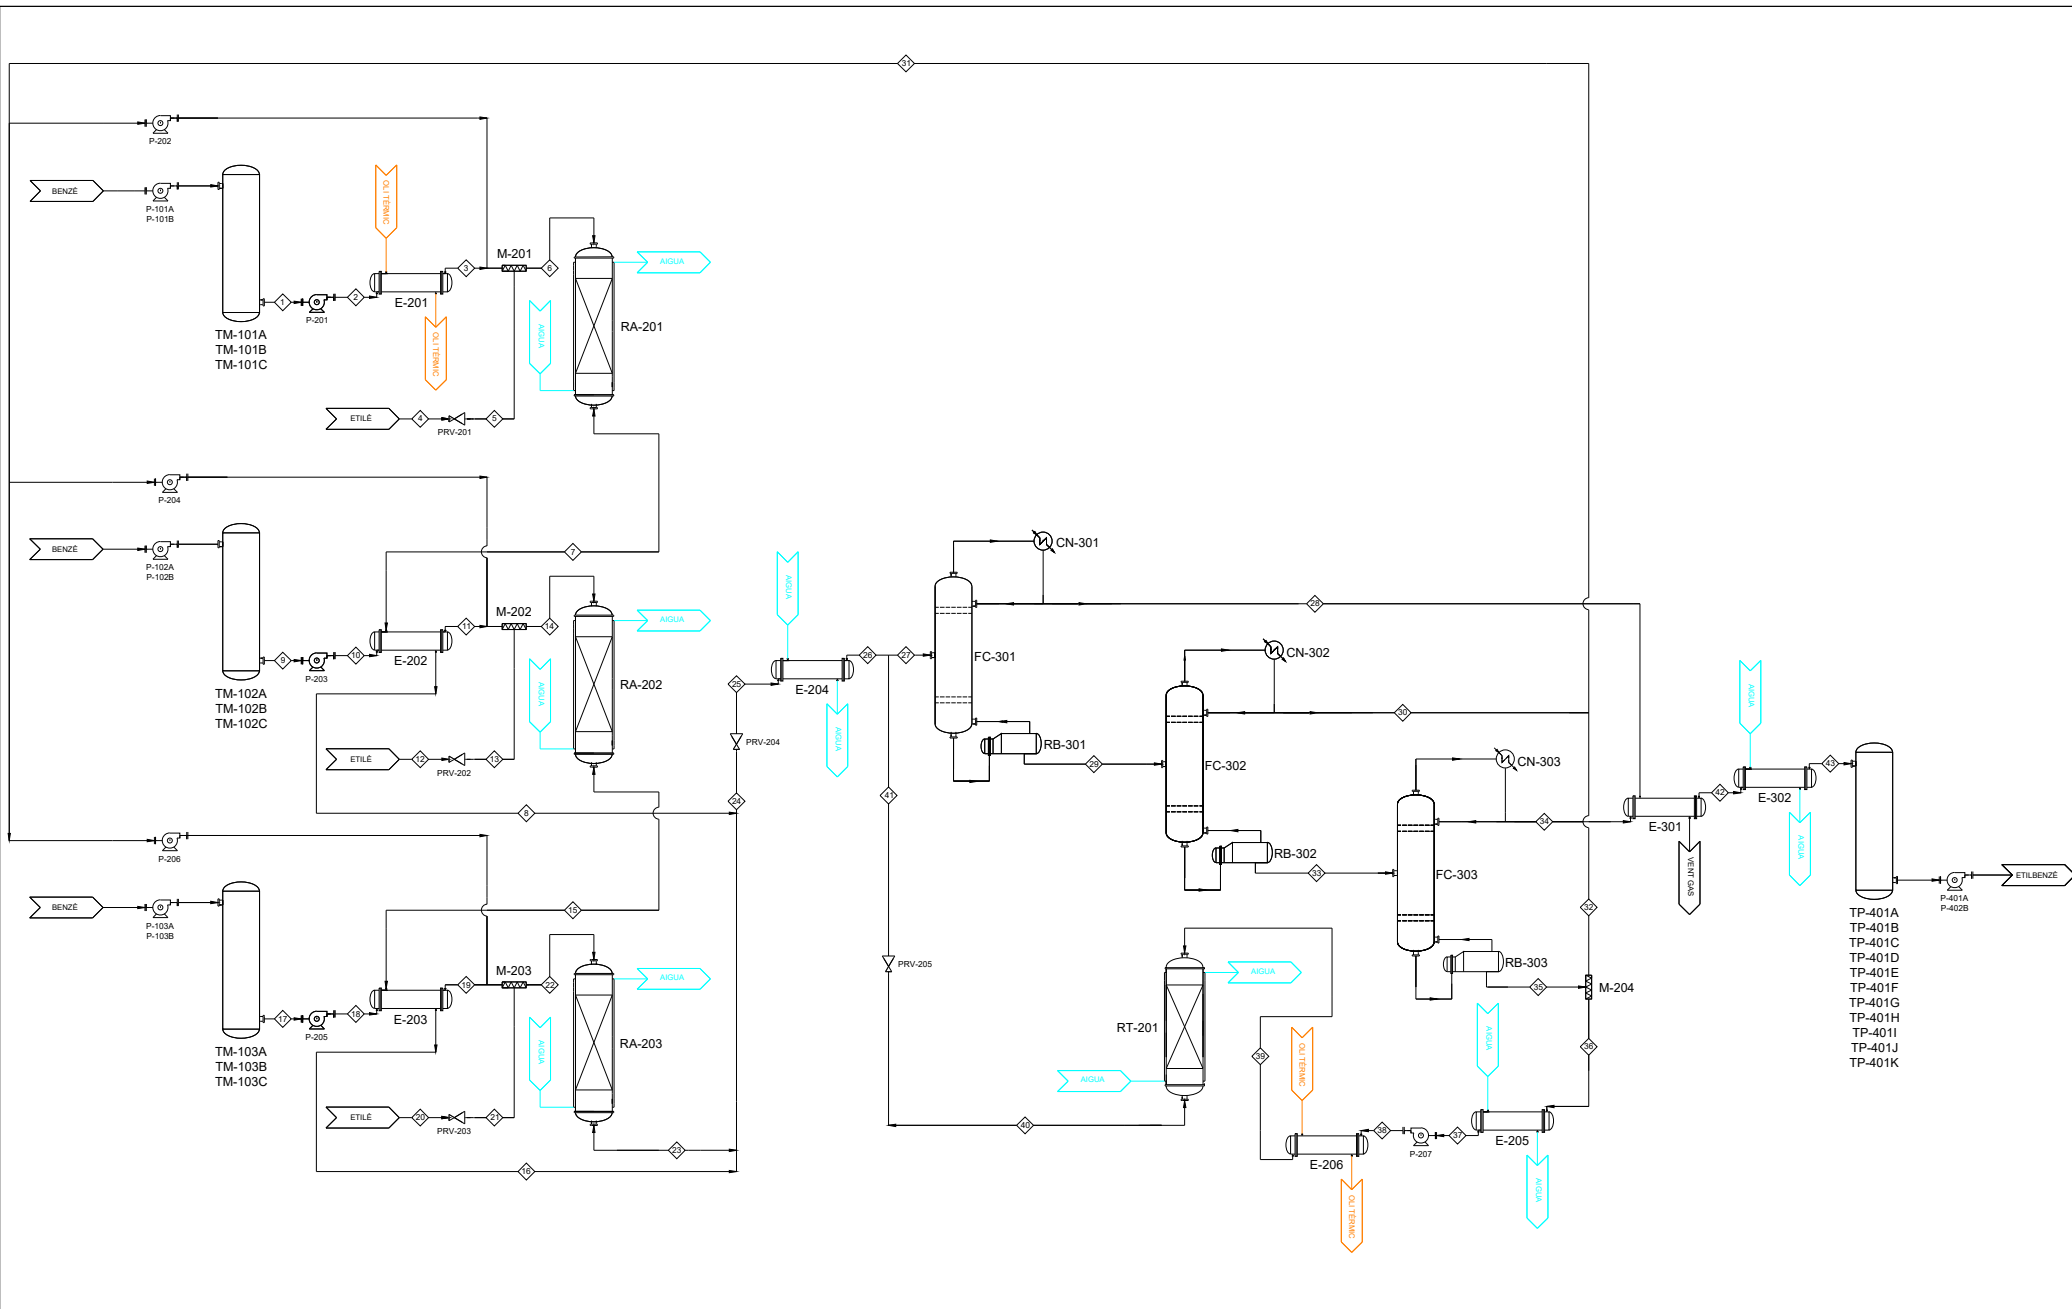 31
P-202
BENZÈ
P-101A
P-101B
OLI TÈRMIC
M-201
AIGUA
3
6
1
2
E-201
P-201
AIGUA
RA-201
TM-101A
TM-101B
TM-101C
OLI TÈRMIC
ETILÈ
4
5
PRV-201
P-204
BENZÈ
P-102A
P-102B
7
M-202
AIGUA
11
14
9
10
E-202
P-203
AIGUA
RA-202
TM-102A
TM-102B
TM-102C
ETILÈ
12
13
PRV-202
8
P-206
BENZÈ
P-103A
P-103B
15
M-203
AIGUA
19
22
17
18
E-203
P-205
AIGUA
RA-203
TM-103A
TM-103B
TM-103C
ETILÈ
20
21
PRV-203
23
16
AIGUA
25
E-204
26
27
PRV-204
24
AIGUA
41
PRV-205
CN-301
28
FC-301
RB-301
29
CN-302
30
FC-302
RB-302
33
CN-303
34
FC-303
RB-303
35
32
M-204
36
AIGUA
RT-201
AIGUA
40
39
OLI TÈRMIC
E-206
OLI TÈRMIC
38
P-207
37
AIGUA
E-205
AIGUA
E-301
VENT GAS
42
AIGUA
E-302
AIGUA
43
P-401A
P-402B
ETILBENZÈ
TP-401A
TP-401B
TP-401C
TP-401D
TP-401E
TP-401F
TP-401G
TP-401H
TP-401I
TP-401J
TP-401K